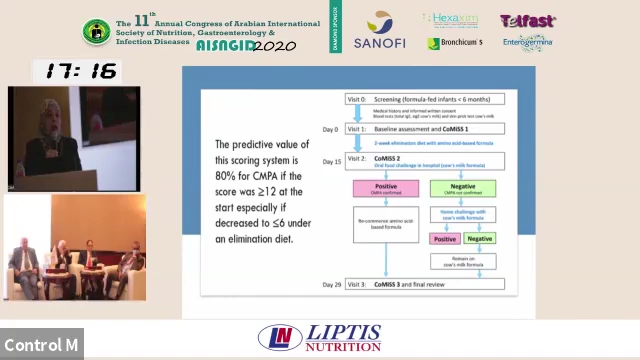 The 11th Annual Congress of Arabian International
Society of Nutrition, Gastroenterology &
Infection Diseases AISNGID2020
DIAMOND SPONSOR
SANOFI
Hexaxim
Telfast
Bronchicum S
Enterogermina
17:16
The predictive value of
this scoring system is
80% for CMPA if the
score was ≥12 at the
start especially if
decreased to ≤6 under
an elimination diet.
Visit 0: Screening (formula-fed infants < 6 months)
Medical history and informed written consent
Blood tests (total IgE, sIgE cow's milk) and skin prick test cow's milk
Day 0
Visit 1: Baseline assessment and CoMiSS 1
2-week elimination diet with amino acid-based formula
Day 15
Visit 2: CoMiSS 2
Oral food challenge in hospital (cow's milk formula)
Positive
CMPA confirmed
Negative
CMPA not confirmed
Re-commence amino acid-
based formula
Home challenge with
cow's milk formula
Positive
Negative
Remain on
cow's milk formula
Day 29
Visit 3: CoMiSS 3 and final review
Control M
LN LIPTIS
NUTRITION